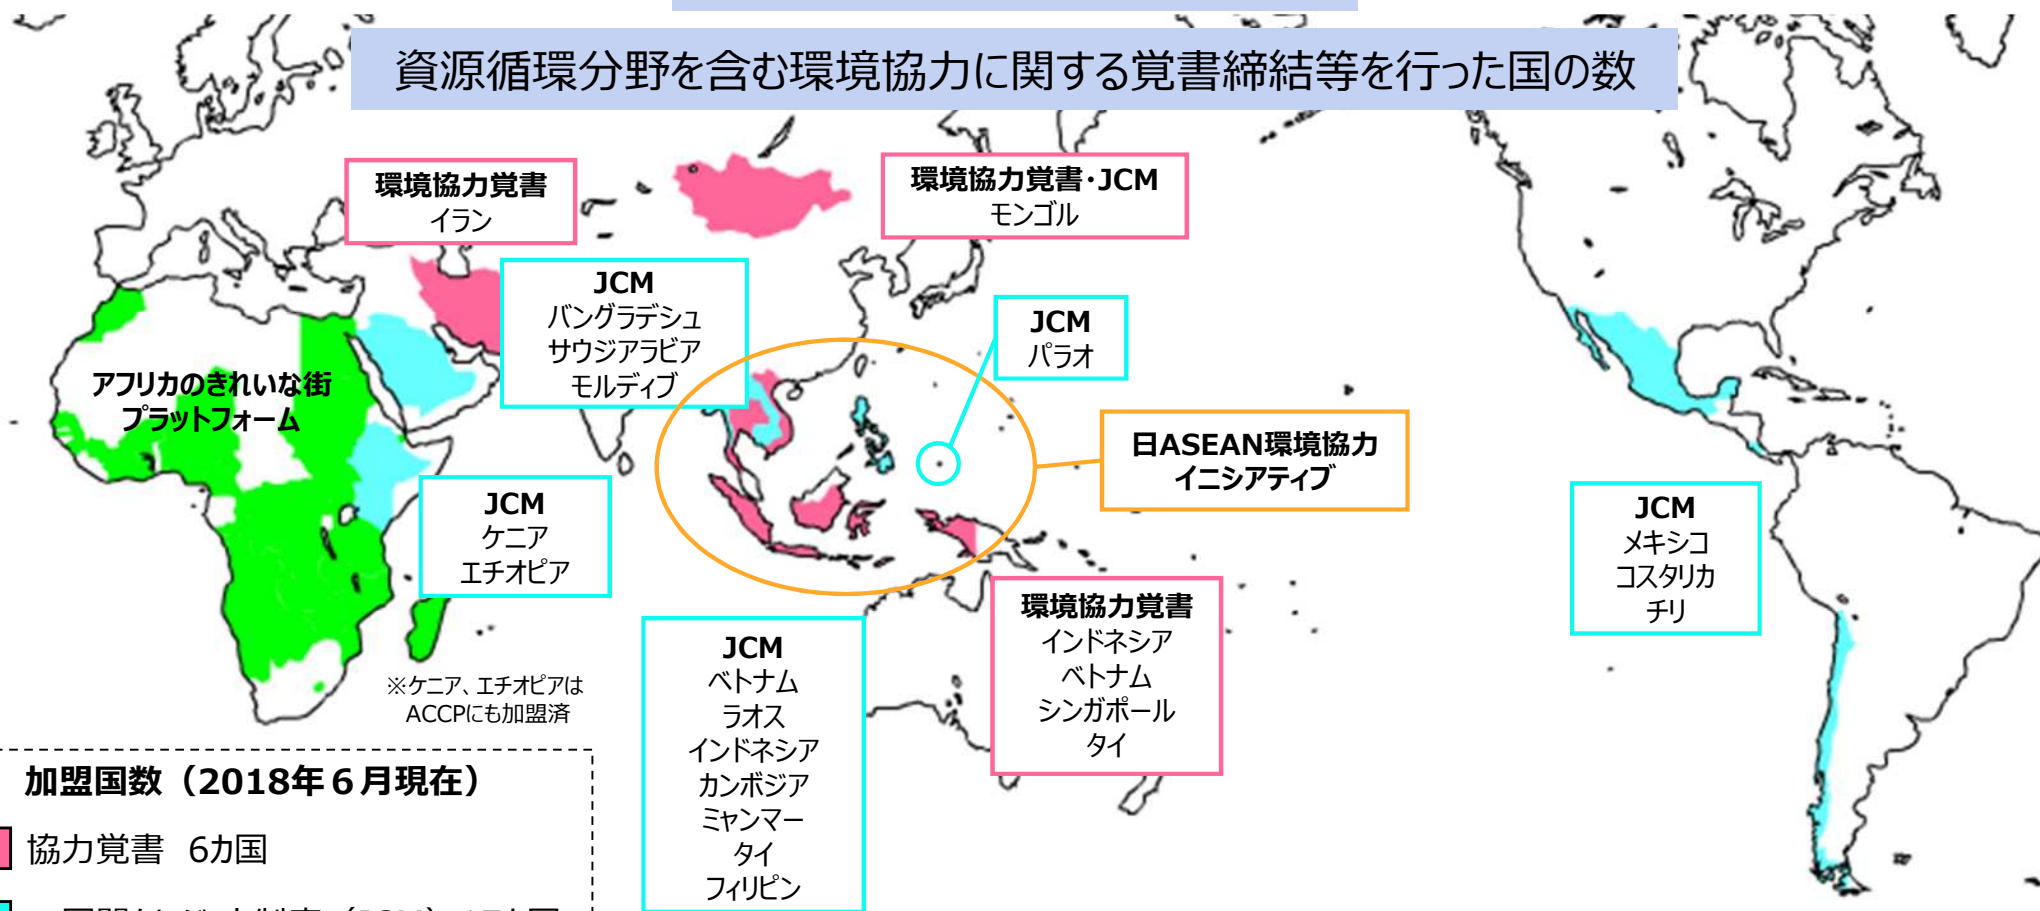 資源循環分野を含む環境協力に関する覚書締結等を行った国の数
環境協力覚書
イラン
環境協力覚書・JCM
モンゴル
JCM
バングラデシュ
サウジアラビア
モルディブ
JCM
パラオ
アフリカのきれいな街
プラットフォーム
日ASEAN環境協力
イニシアティブ
JCM
ケニア
エチオピア
JCM
メキシコ
コスタリカ
チリ
環境協力覚書
インドネシア
ベトナム
シンガポール
タイ
JCM
ベトナム
ラオス
インドネシア
カンボジア
ミャンマー
タイ
フィリピン
※ケニア、エチオピアは
ACCPにも加盟済
加盟国数（2018年６月現在）
協力覚書 6カ国